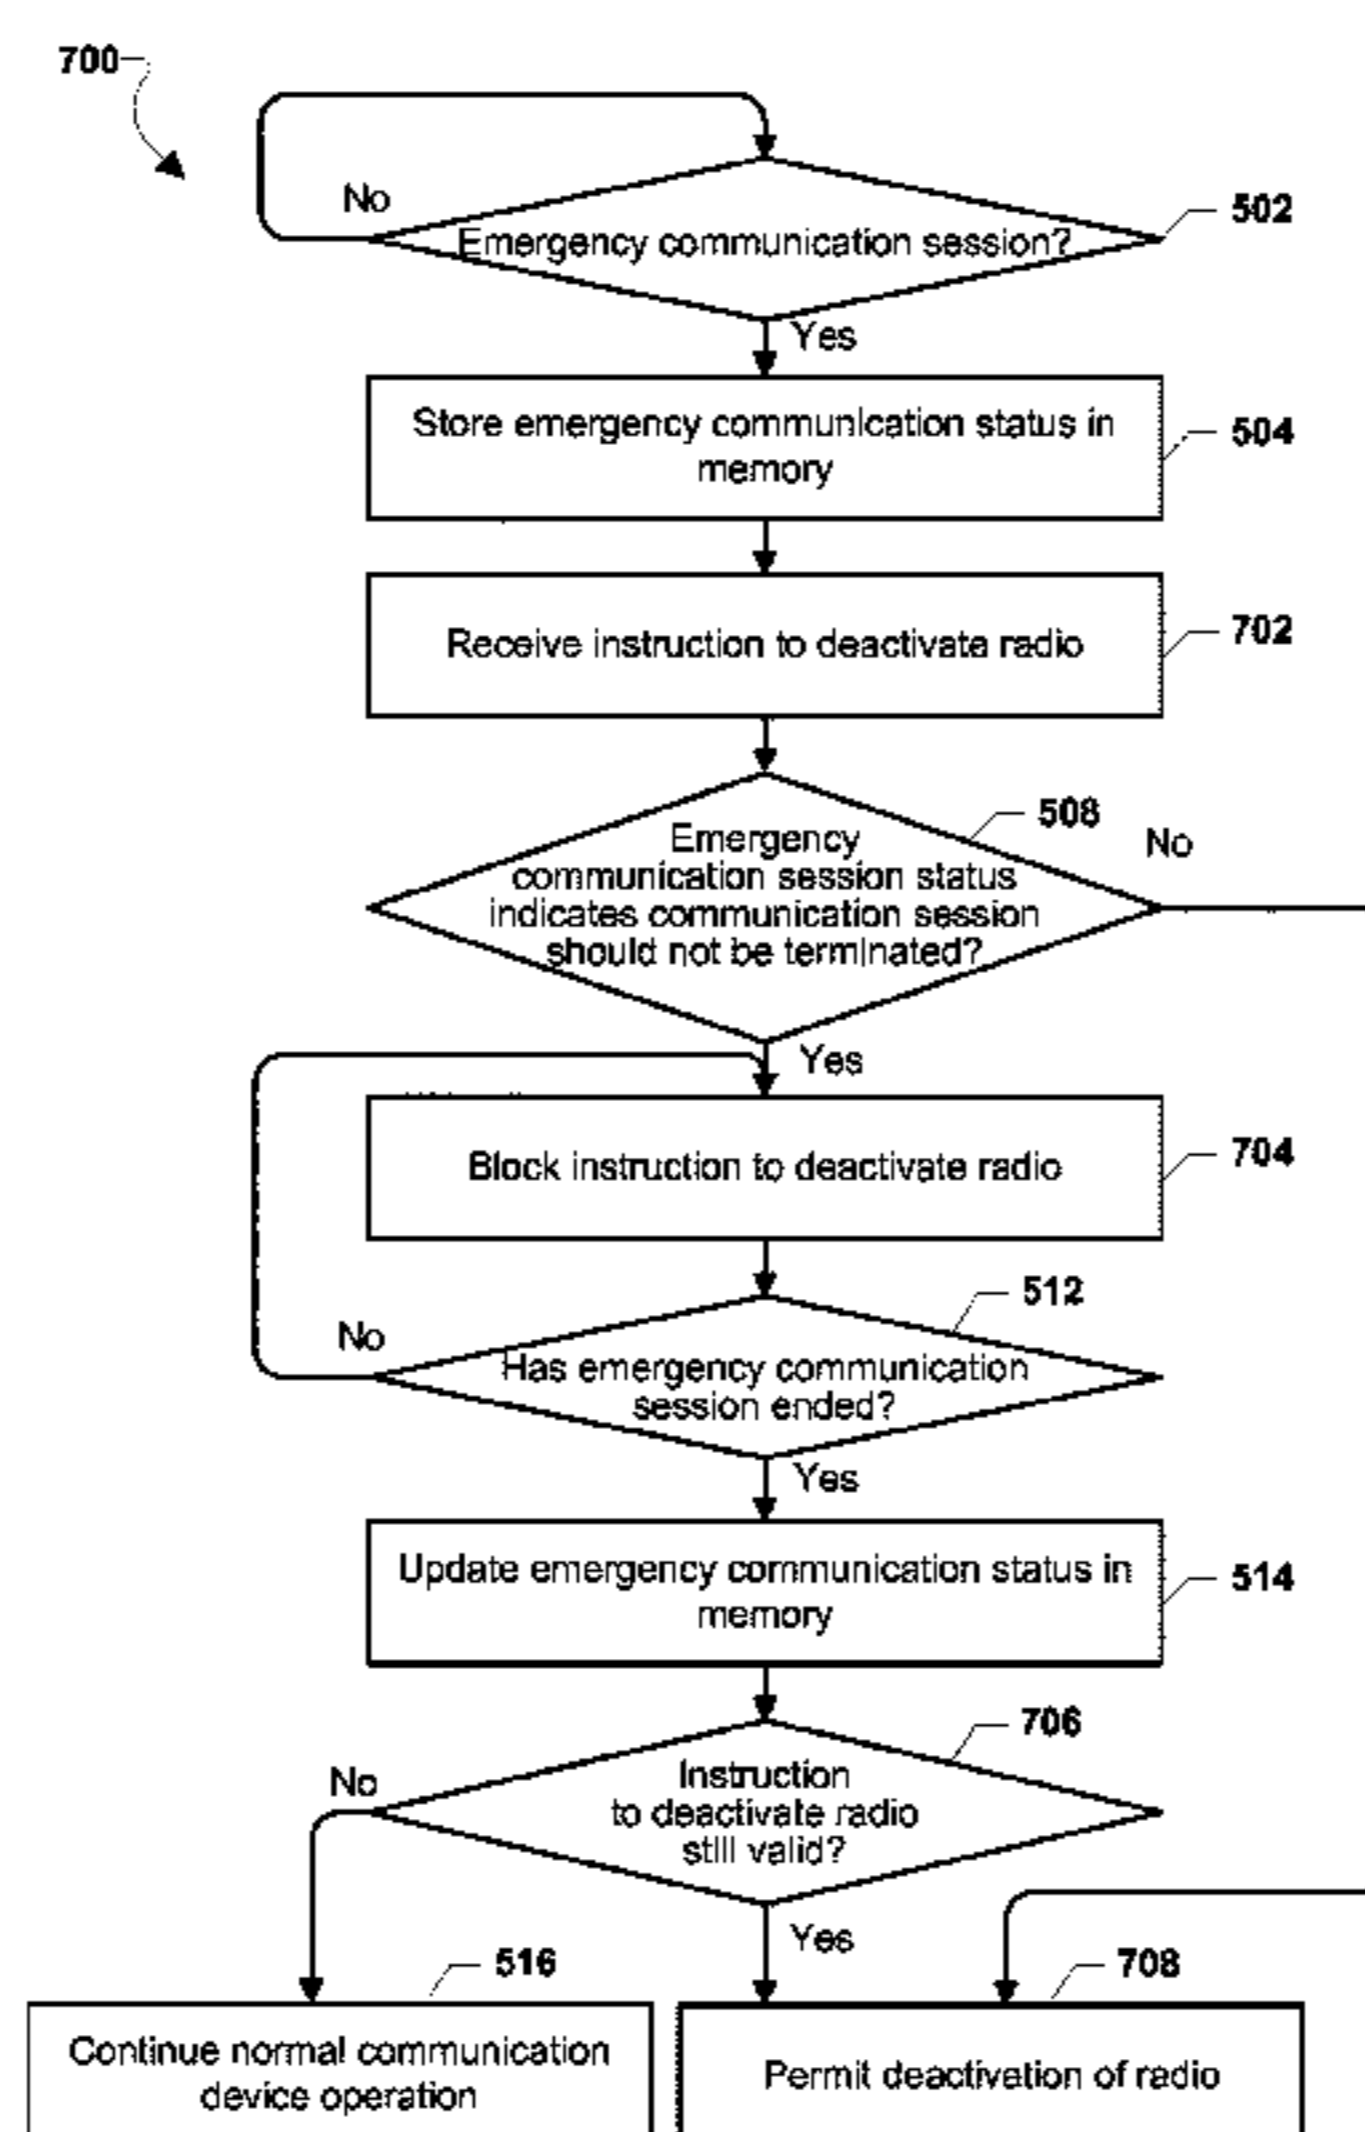 700
No
Emergency communication session?
502
Yes
Store emergency communication status in
memory
504
Receive instruction to deactivate radio
702
Emergency
communication session status
indicates communication session
should not be terminated?
508
No
Yes
Block instruction to deactivate radio
704
512
No
Has emergency communication
session ended?
Yes
Update emergency communication status in
memory
514
706
No
Instruction
to deactivate radio
still valid?
Yes
516
708
Continue normal communication
device operation
Permit deactivation of radio